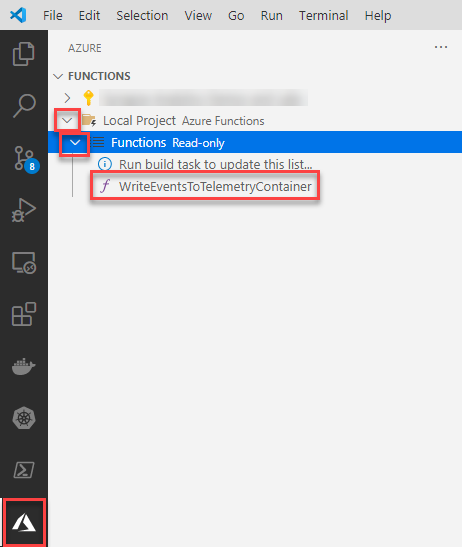 File Edit Selection View Go Run Terminal Help
AZURE
FUNCTIONS
Local Project Azure Functions
Functions Read-only
8
Run build task to update this list...
WriteEventsToTelemetryContainer